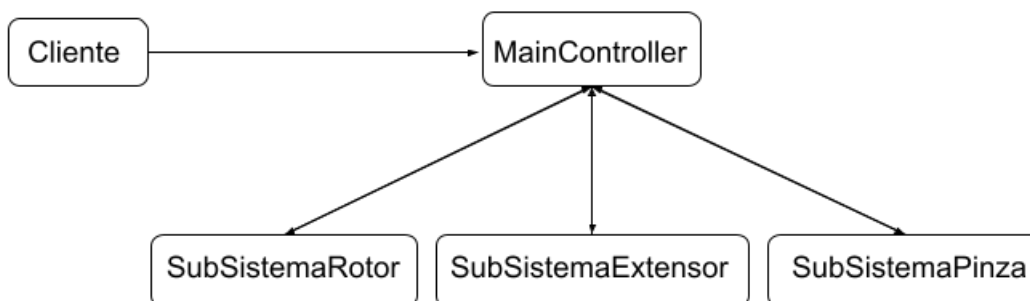 Cliente
MainController
SubSistemaRotor
SubSistemaExtensor
SubSistemaPinza